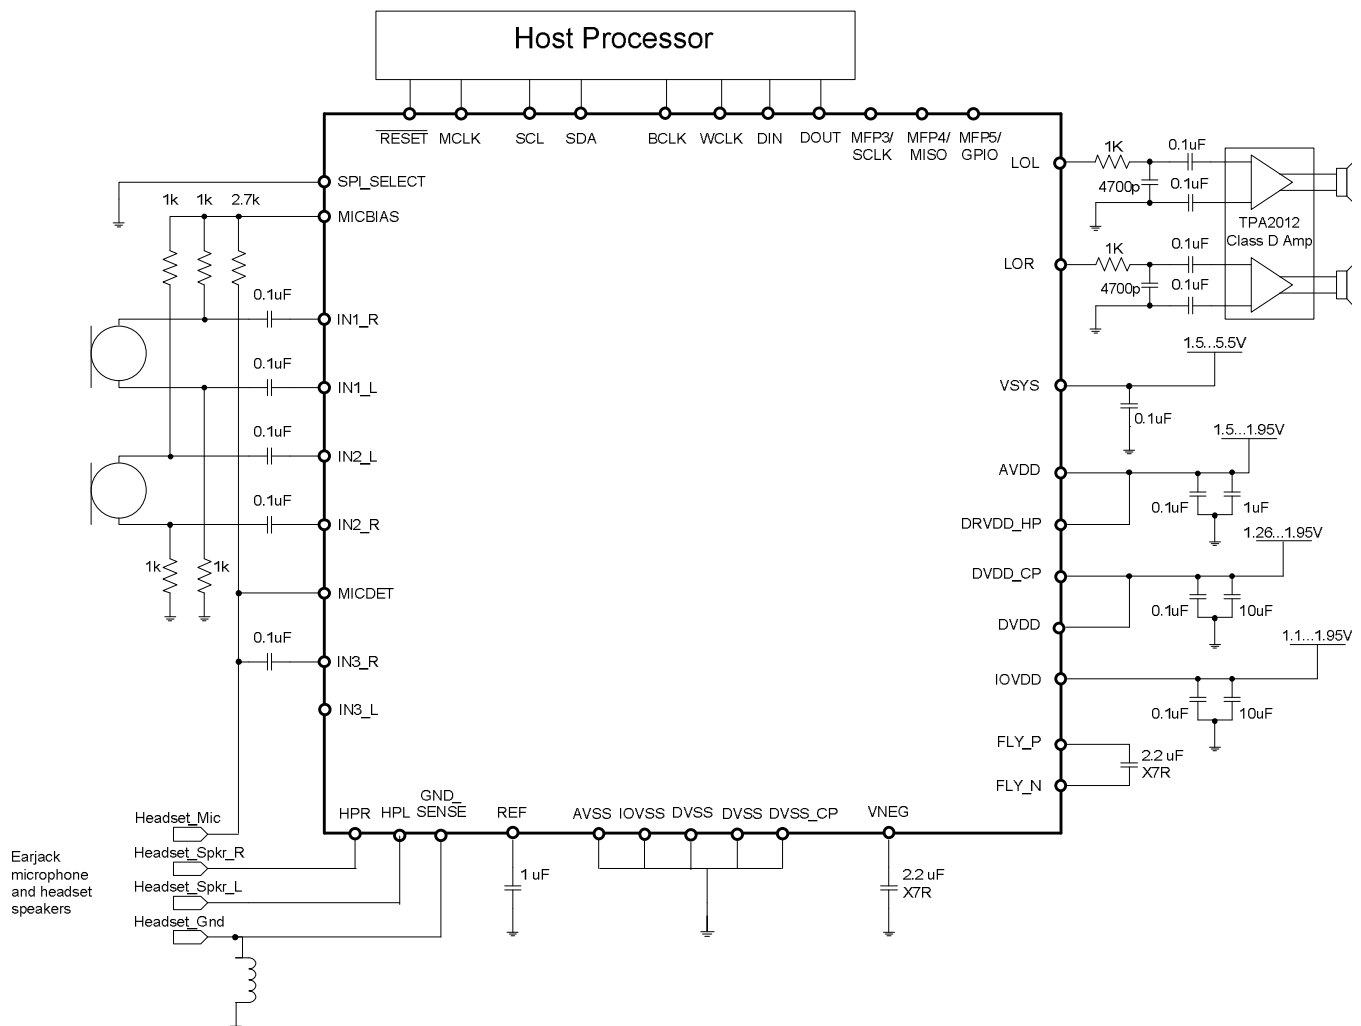 Host Processor
RESET
MCLK
SCL
SDA
BCLK
WCLK
DIN
DOUT
MFP3/
SCLK
MFP4/
MISO
MFP5/
GPIO
SPI_SELECT
1k
1k
2.7k
MICBIAS
0.1uF
IN1_R
0.1uF
IN1_L
0.1uF
IN2_L
0.1uF
IN2_R
1k
1k
MICDET
0.1uF
IN3_R
IN3_L
LOL
1K
0.1uF
4700p
0.1uF
TPA2012
Class D Amp
LOR
1K
0.1uF
4700p
0.1uF
1.5...5.5V
VSYS
0.1uF
1.5...1.95V
AVDD
0.1uF
1uF
DRVDD_HP
1.26...1.95V
DVDD_CP
0.1uF
10uF
DVDD
1.1...1.95V
IOVDD
0.1uF
10uF
FLY_P
2.2 uF
X7R
FLY_N
HPR
HPL
GND_
SENSE
REF
AVSS
IOVSS
DVSS
DVSS
DVSS_CP
VNEG
1 uF
2.2 uF
X7R
Headset_Mic
Headset_Spkr_R
Headset_Spkr_L
Headset_Gnd
Earjack
microphone
and headset
speakers